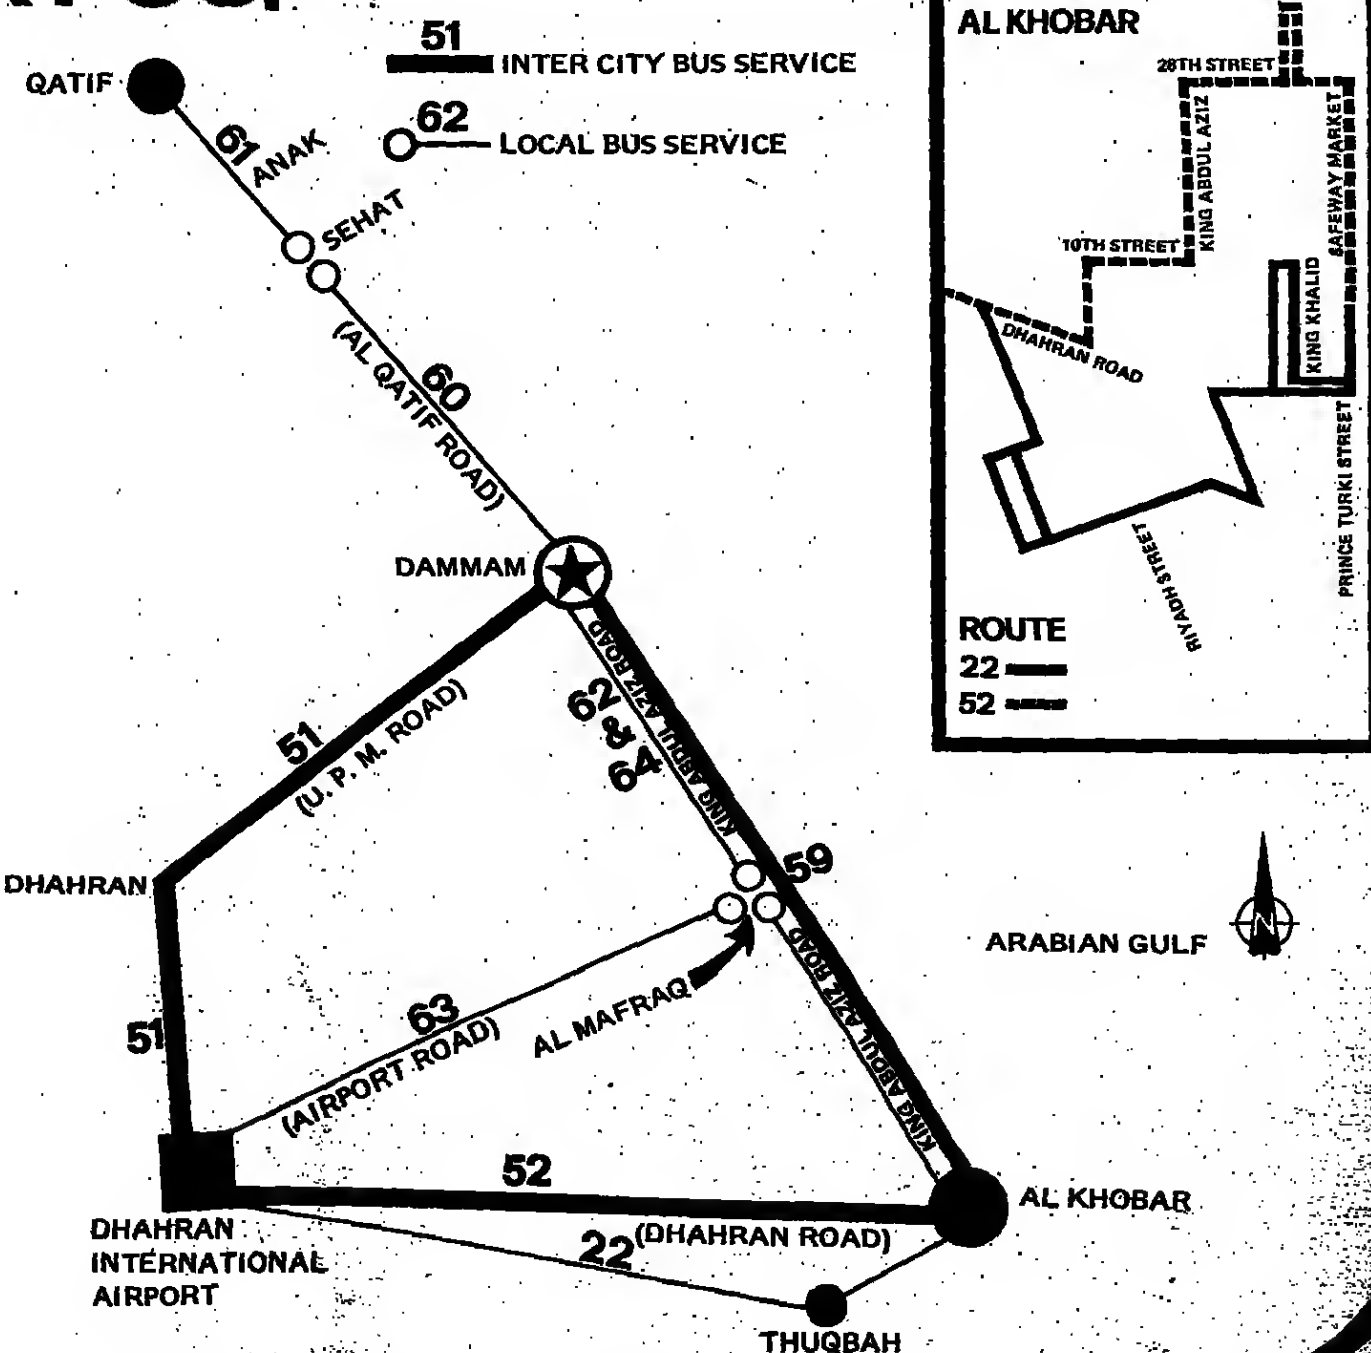 51
INTER CITY BUS SERVICE
62
LOCAL BUS SERVICE
QATIF
61
ANAK
SEHAT
60
(AL QATIF ROAD)
DAMMAM
51
(U. P. M. ROAD)
62 & 64
KING ABDUL AZIZ ROAD
59
DHAHRAN
51
63
(AIRPORT ROAD)
AL MAFRAQ
KING ABDUL AZIZ ROAD
52
(DHAHRAN ROAD)
22
DHAHRAN
INTERNATIONAL
AIRPORT
AL KHOBAR
THUQBAH
ARABIAN GULF
N
AL KHOBAR
28TH STREET
KING ABDUL AZIZ
SAFEWAY MARKET
10TH STREET
KING KHALID
DHAHRAN ROAD
PRINCE TURKI STREET
RIYADH STREET
ROUTE
22
52